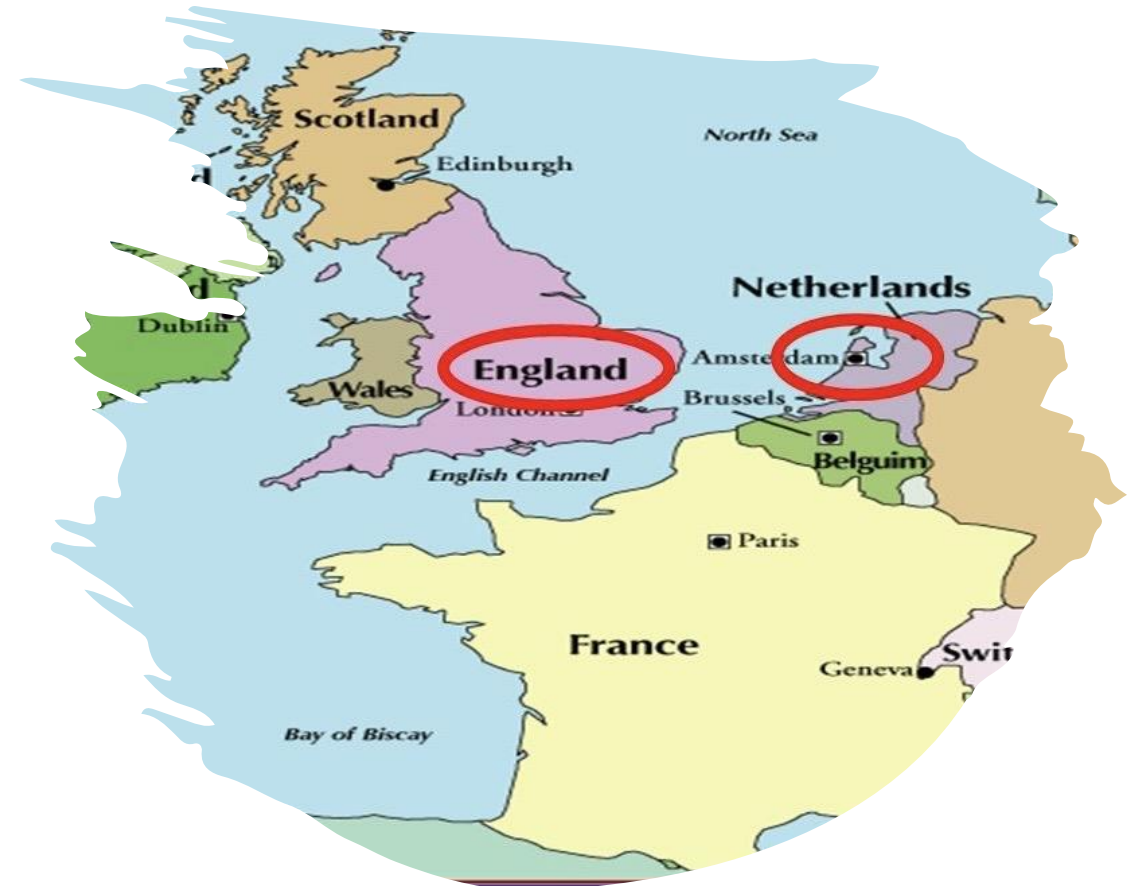 Scotland
North Sea
Edinburgh
d
Netherlands
d
Dublin
Amsterdam
England
Wales
Brussels
London
Belguim
English Channel
Paris
France
Swit
Geneva
Bay of Biscay